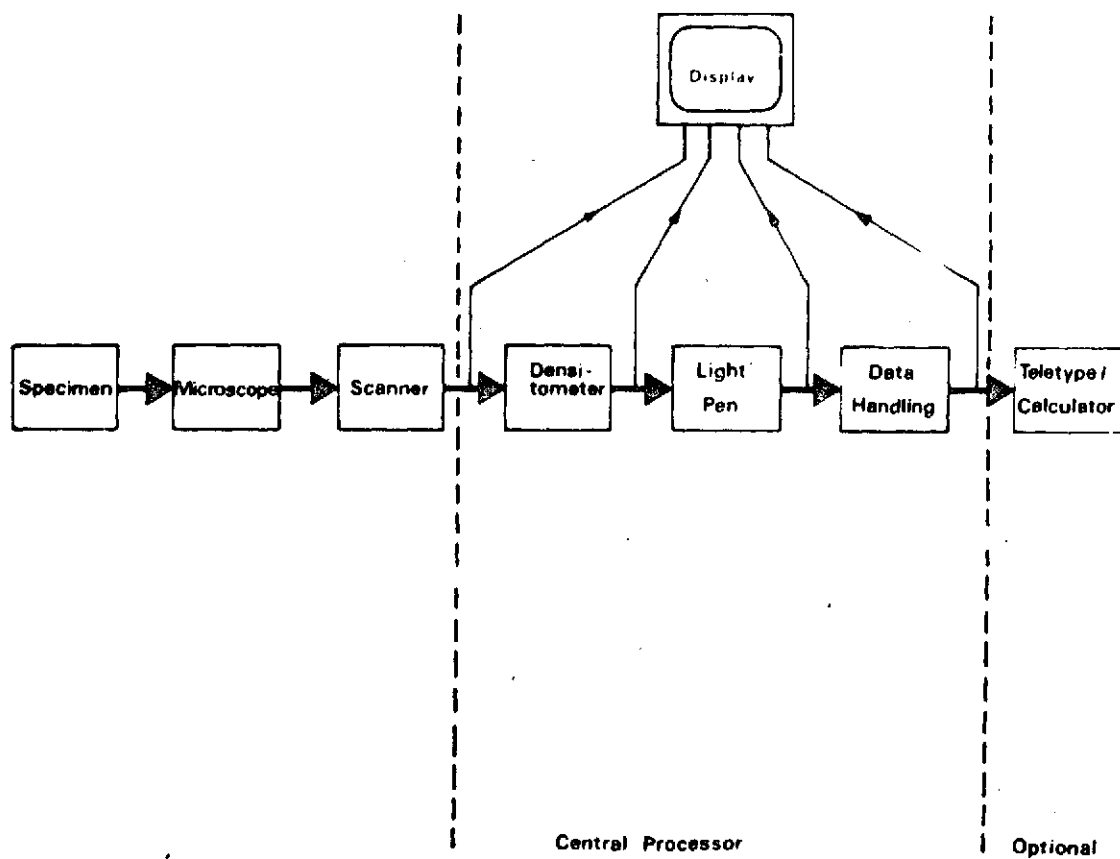 Display
Specimen
Microscope
Scanner
Densi-
tometer
Light
Pen
Data
Handling
Teletype/
Calculator
Central Processor
Optional